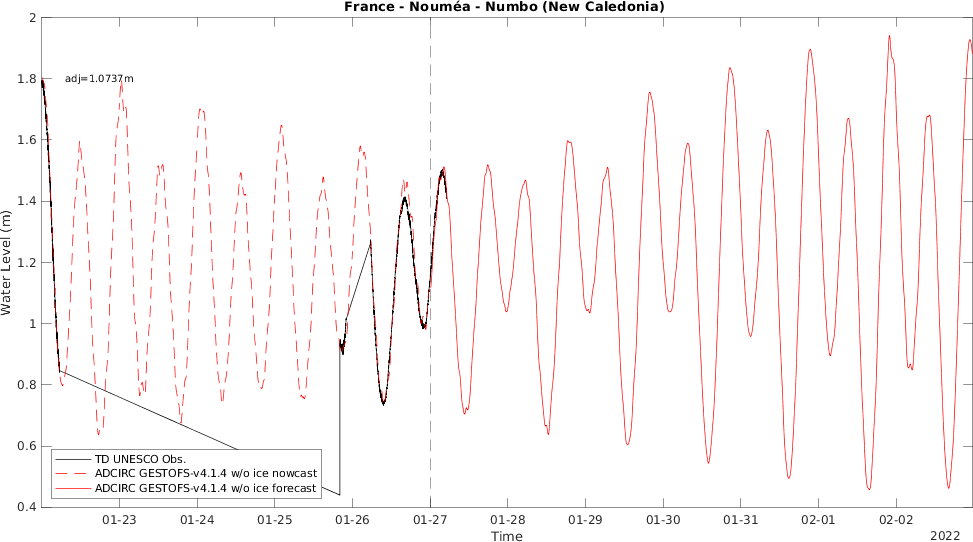 France - Nouméa - Numbo (New Caledonia)
adj=1.0737m
Water Level (m)
2
1.8
1.6
1.4
1.2
1
0.8
0.6
0.4
TD UNESCO Obs.
ADCIRC GESTOFS-v4.1.4 w/o ice nowcast
ADCIRC GESTOFS-v4.1.4 w/o ice forecast
01-23 01-24 01-25 01-26 01-27 01-28 01-29 01-30 01-31 02-01 02-02
Time
2022